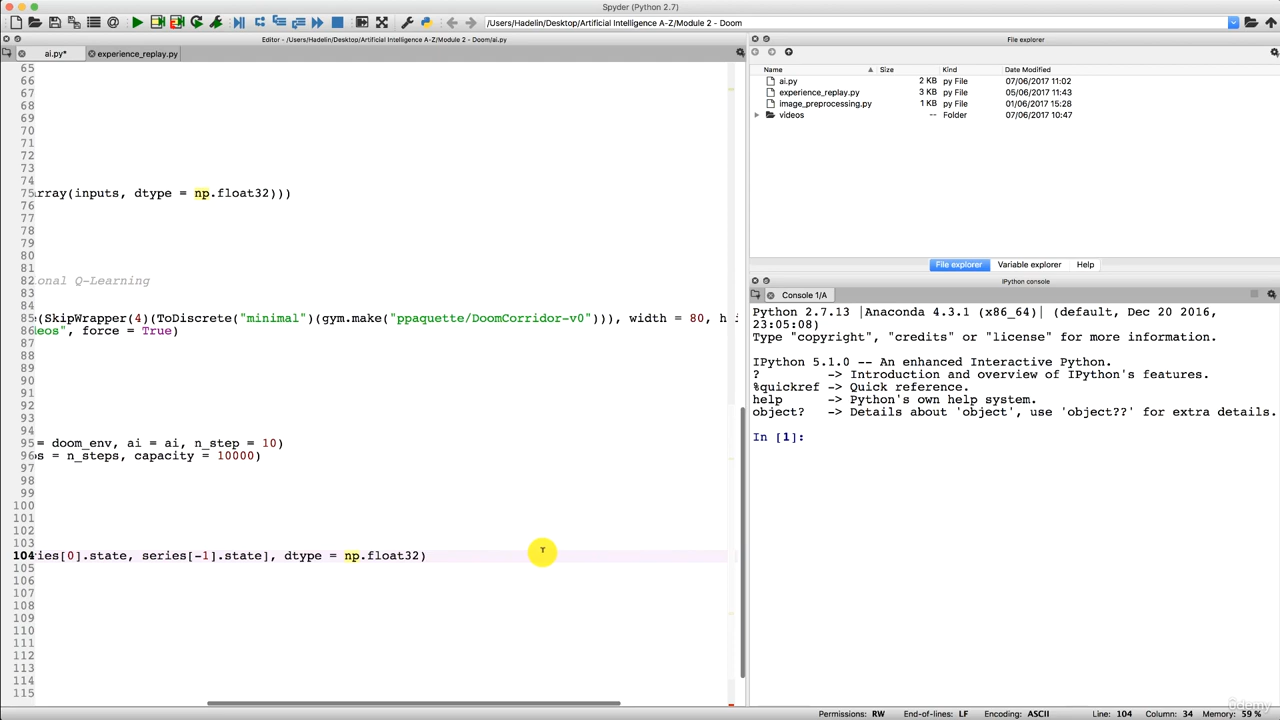 Spyder (Python 2.7)
/Users/Hadelin/Desktop/Artificial Intelligence A-Z/Module 2 - Doom
Editor - /Users/Hadelin/Desktop/Artificial Intelligence A-Z/Module 2 - Doom/ai.py
ai.py*
experience_replay.py
65
66
67
68
69
70
71
72
73
74
75 rray(inputs, dtype = np.float32)))
76
77
78
79
80
81
82 ional Q-Learning
83
84
85 s(SkipWrapper(4)(ToDiscrete("minimal")(gym.make("ppaquette/DoomCorridor-v0"))), width = 80, h
86 eos", force = True)
87
88
89
90
91
92
93
94
95 = doom_env, ai = ai, n_step = 10)
96 ps = n_steps, capacity = 10000)
97
98
99
100
101
102
103
104 ies[0].state, series[-1].state], dtype = np.float32)
105
106
107
108
109
110
111
112
113
114
115
File explorer
Name Size Kind Date Modified
ai.py 2 KB py File 07/06/2017 11:02
experience_replay.py 3 KB py File 05/06/2017 11:43
image_preprocessing.py 1 KB py File 01/06/2017 15:28
videos -- Folder 07/06/2017 10:47
File explorer Variable explorer Help
IPython console
Console 1/A
Python 2.7.13 |Anaconda 4.3.1 (x86_64)| (default, Dec 20 2016,
23:05:08)
Type "copyright", "credits" or "license" for more information.
IPython 5.1.0 -- An enhanced Interactive Python.
? -> Introduction and overview of IPython's features.
%quickref -> Quick reference.
help -> Python's own help system.
object? -> Details about 'object', use 'object??' for extra details.
In [1]:
ûdemy
Permissions: RW End-of-lines: LF Encoding: ASCII Line: 104 Column: 34 Memory: 59 %